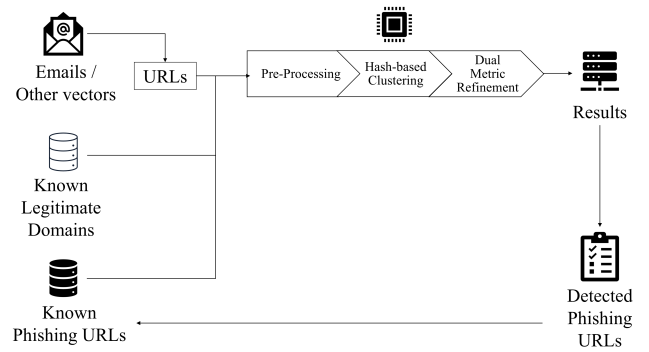 @
Emails /
Other vectors
URLs
Pre-Processing
Hash-based
Clustering
Dual
Metric
Refinement
Results
Known
Legitimate
Domains
Known
Phishing URLs
Detected
Phishing
URLs